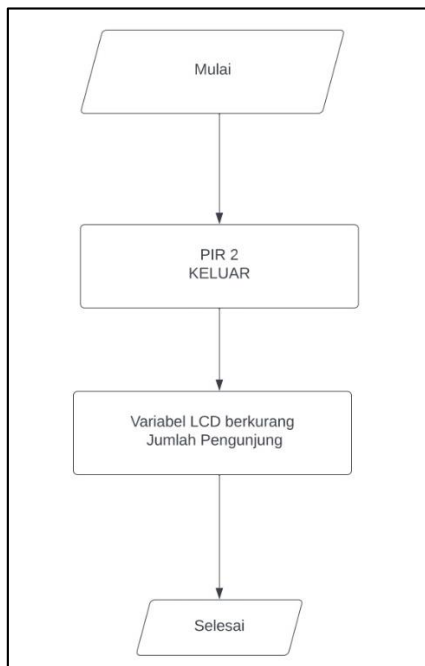 Mulai
PIR 2
KELUAR
Variabel LCD berkurang
Jumlah Pengunjung
Selesai